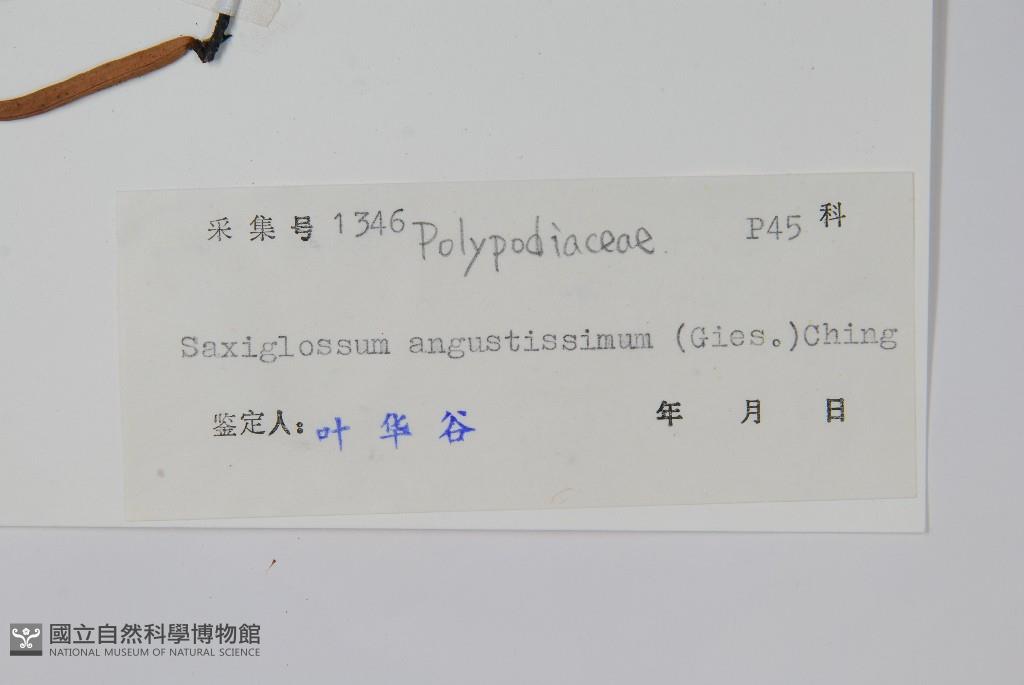 采集号 1346 Polypodiaceae P45 科
Saxiglossum angustissimum (Gies.)Ching
鉴定人: 叶华谷 年 月 日
國立自然科學博物館
NATIONAL MUSEUM OF NATURAL SCIENCE